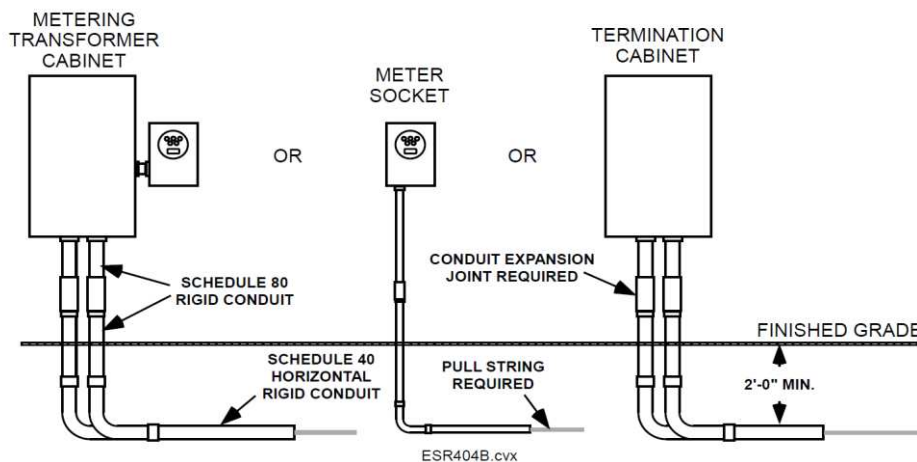 METERING
TRANSFORMER
CABINET
METER
SOCKET
TERMINATION
CABINET
OR
OR
SCHEDULE 80
RIGID CONDUIT
CONDUIT EXPANSION
JOINT REQUIRED
FINISHED GRADE
SCHEDULE 40
HORIZONTAL
RIGID CONDUIT
PULL STRING
REQUIRED
2'-0" MIN.
ESR404B.cvx